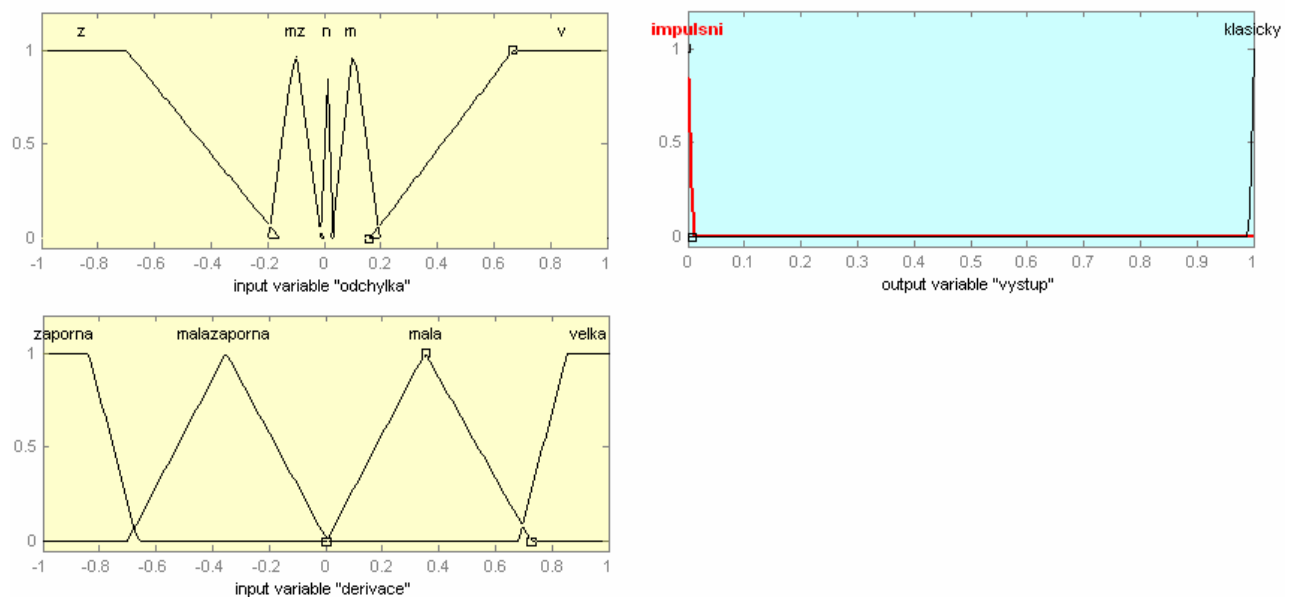 z mz n m v
1
0.5
0
-1 -0.8 -0.6 -0.4 -0.2 0 0.2 0.4 0.6 0.8 1
input variable "odchylka"
impulsni klasicky
1
0.5
0
0 0.1 0.2 0.3 0.4 0.5 0.6 0.7 0.8 0.9 1
output variable "vystup"
zaporna malazaporna mala velka
1
0.5
0
-1 -0.8 -0.6 -0.4 -0.2 0 0.2 0.4 0.6 0.8 1
input variable "derivace"